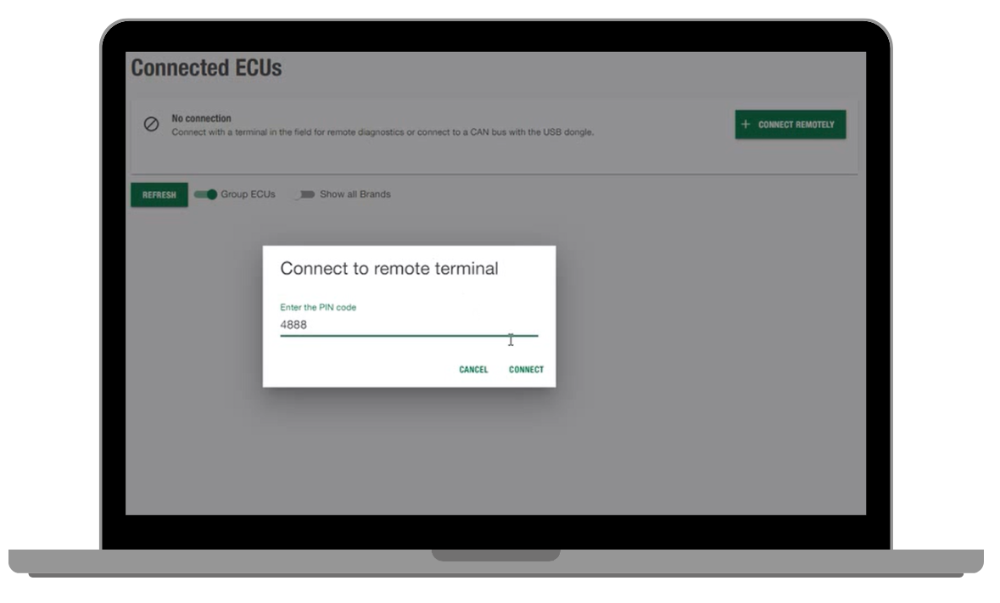 Connected ECUs
No connection
Connect with a terminal in the field for remote diagnostics or connect to a CAN bus with the USB dongle.
+ CONNECT REMOTELY
REFRESH Group ECUs Show all Brands
Connect to remote terminal
Enter the PIN code
4888
CANCEL CONNECT